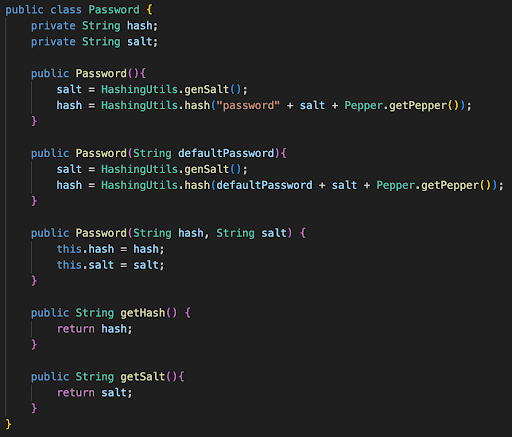 public class Password {
    private String hash;
    private String salt;

    public Password(){
        salt = HashingUtils.genSalt();
        hash = HashingUtils.hash("password" + salt + Pepper.getPepper());
    }

    public Password(String defaultPassword){
        salt = HashingUtils.genSalt();
        hash = HashingUtils.hash(defaultPassword + salt + Pepper.getPepper());
    }

    public Password(String hash, String salt) {
        this.hash = hash;
        this.salt = salt;
    }

    public String getHash() {
        return hash;
    }

    public String getSalt(){
        return salt;
    }
}